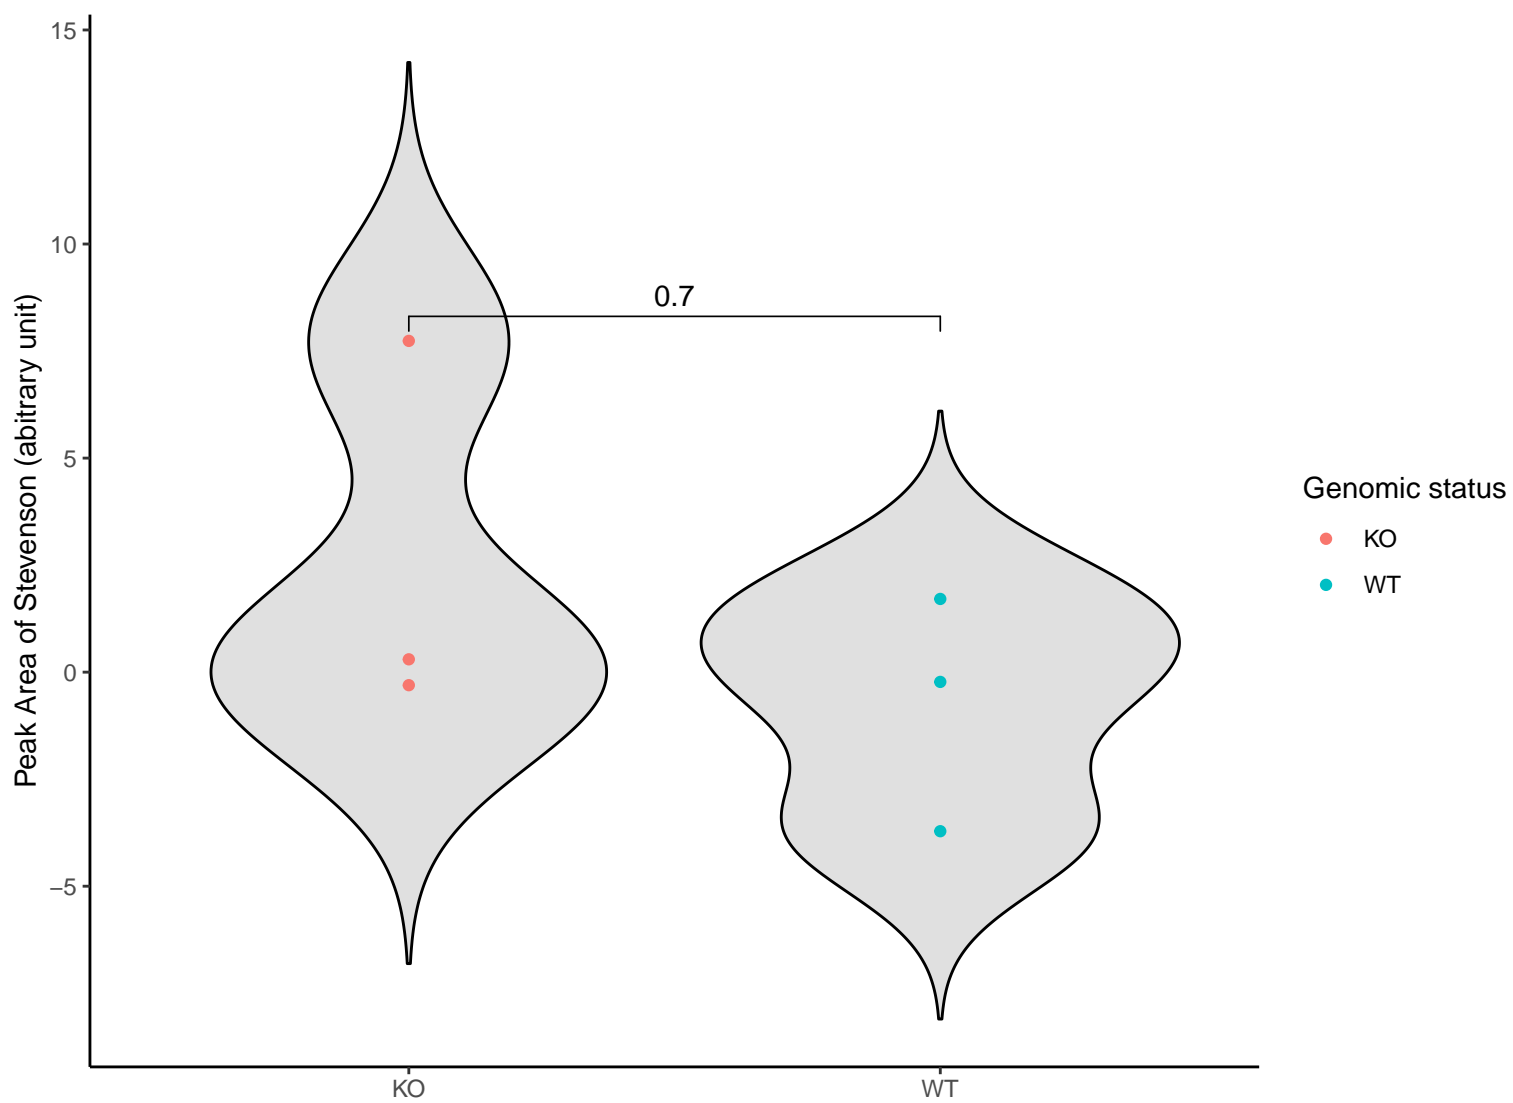 Peak Area of Stevenson (abitrary unit)
15
10
5
0
−5
0.7
KO
WT
Genomic status
KO
WT